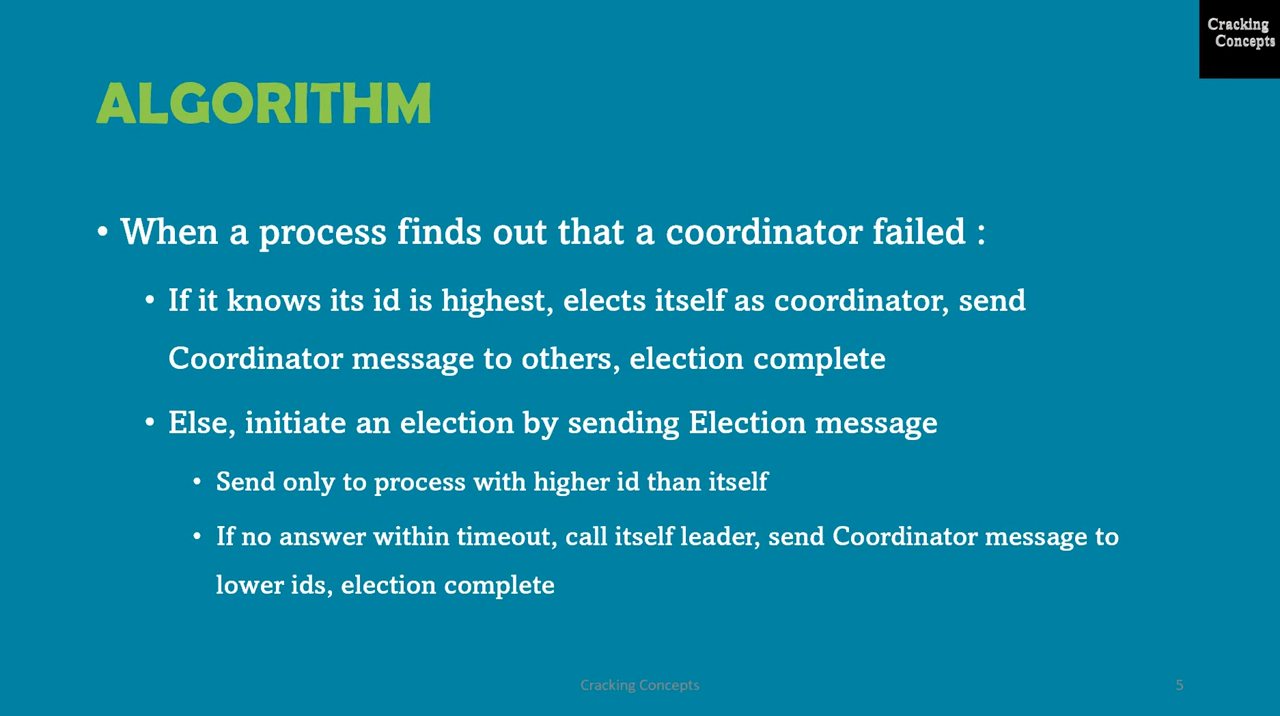 Cracking
Concepts
ALGORITHM
• When a process finds out that a coordinator failed :
• If it knows its id is highest, elects itself as coordinator, send
Coordinator message to others, election complete
• Else, initiate an election by sending Election message
• Send only to process with higher id than itself
• If no answer within timeout, call itself leader, send Coordinator message to
lower ids, election complete
Cracking Concepts
5